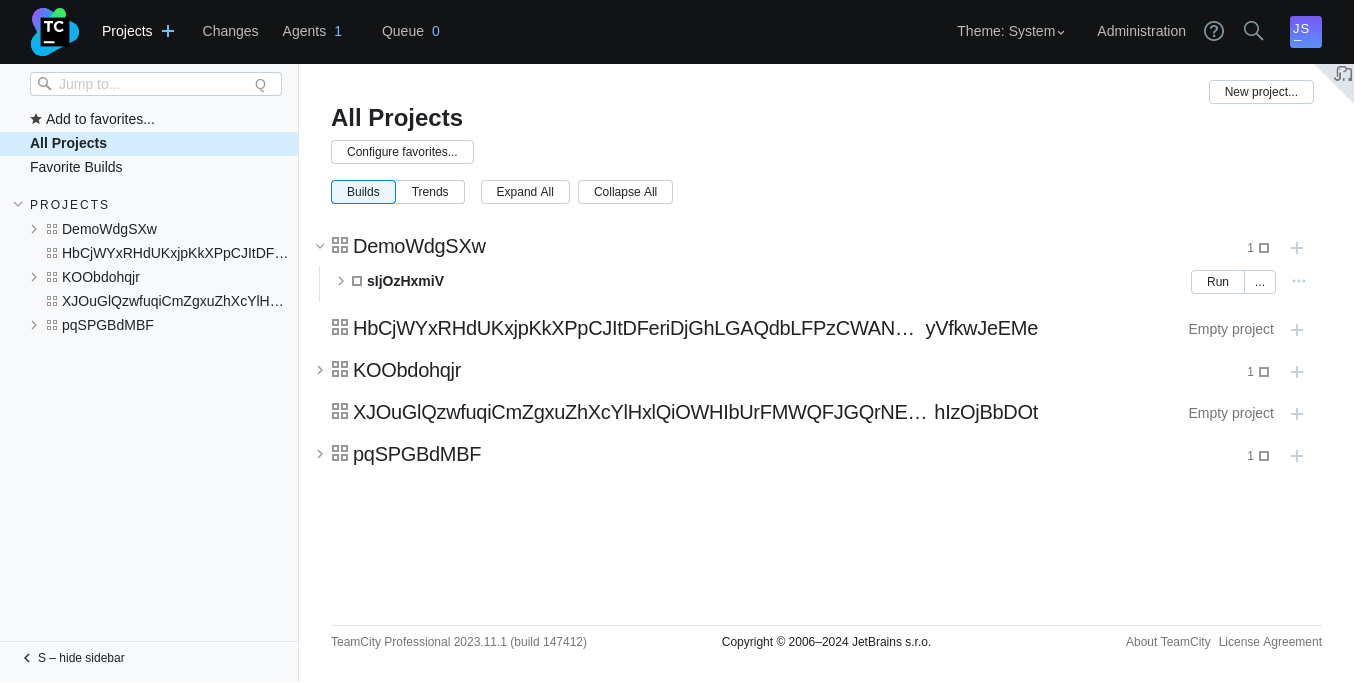 TC
Projects
Changes
Agents 1
Queue 0
Theme: System
Administration
JS
Jump to...
Q
Add to favorites...
All Projects
Favorite Builds
PROJECTS
DemoWdgSXw
HbCjWYxRHdUKxjpKkXPpCJItDF...
KOObdohqjr
XJOuGlQzwfuqiCmZgxuZhXcYlH...
pqSPGBdMBF
S – hide sidebar
New project...
All Projects
Configure favorites...
Builds
Trends
Expand All
Collapse All
DemoWdgSXw
1
sIjOzHxmiV
Run
...
HbCjWYxRHdUKxjpKkXPpCJItDFeriDjGhLGAQdbLFPzCWAN... yVfkwJeEMe
Empty project
KOObdohqjr
1
XJOuGlQzwfuqiCmZgxuZhXcYlHxlQiOWHIbUrFMWQFJGQrNE... hIzOjBbDOt
Empty project
pqSPGBdMBF
1
TeamCity Professional 2023.11.1 (build 147412)
Copyright © 2006–2024 JetBrains s.r.o.
About TeamCity
License Agreement